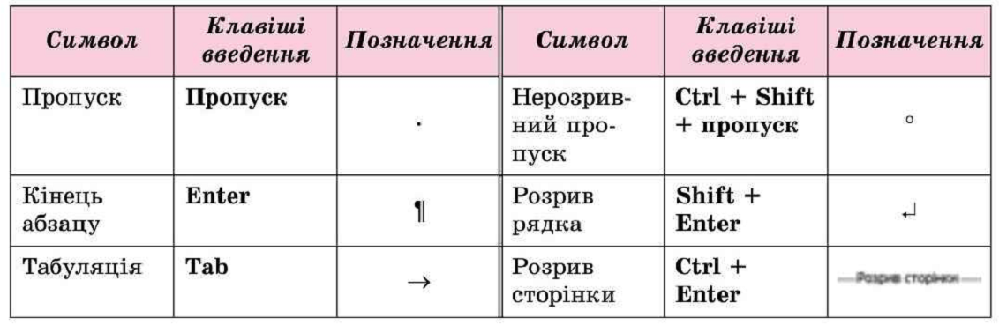 Символ Клавіші введення Позначення Символ Клавіші введення Позначення
Пропуск Пропуск · Нерозрив-
ний про-
пуск Ctrl + Shift
+ пропуск °
Кінець
абзацу Enter ¶ Розрив
рядка Shift +
Enter ↵
Табуляція Tab → Розрив
сторінки Ctrl +
Enter Розрив сторінки